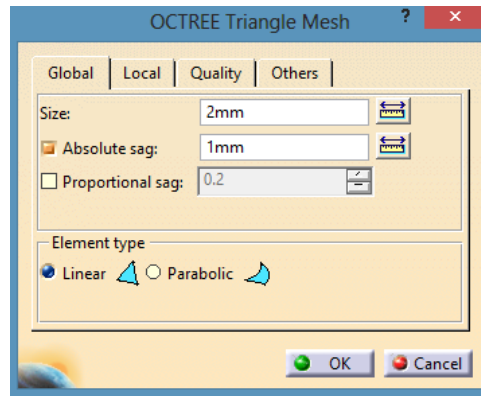 OCTREE Triangle Mesh ? ×
Global Local Quality Others
Size: 2mm
Absolute sag: 1mm
Proportional sag: 0.2
Element type
Linear Parabolic
OK Cancel